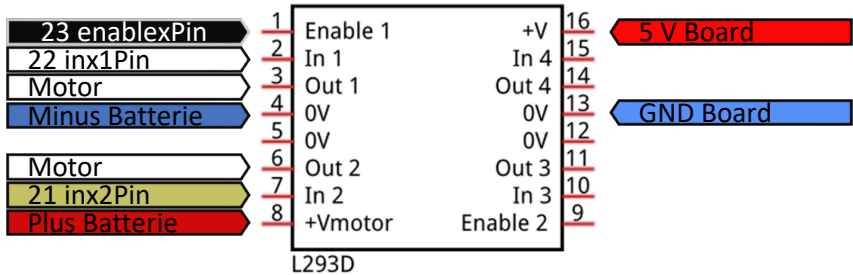 23 enablexPin 1 Enable 1 +V 16 5 V Board
22 inx1Pin 2 In 1 In 4 15
Motor 3 Out 1 Out 4 14
Minus Batterie 4 0V 0V 13 GND Board
5 0V 0V 12
Motor 6 Out 2 Out 3 11
21 inx2Pin 7 In 2 In 3 10
Plus Batterie 8 +Vmotor Enable 2 9
L293D